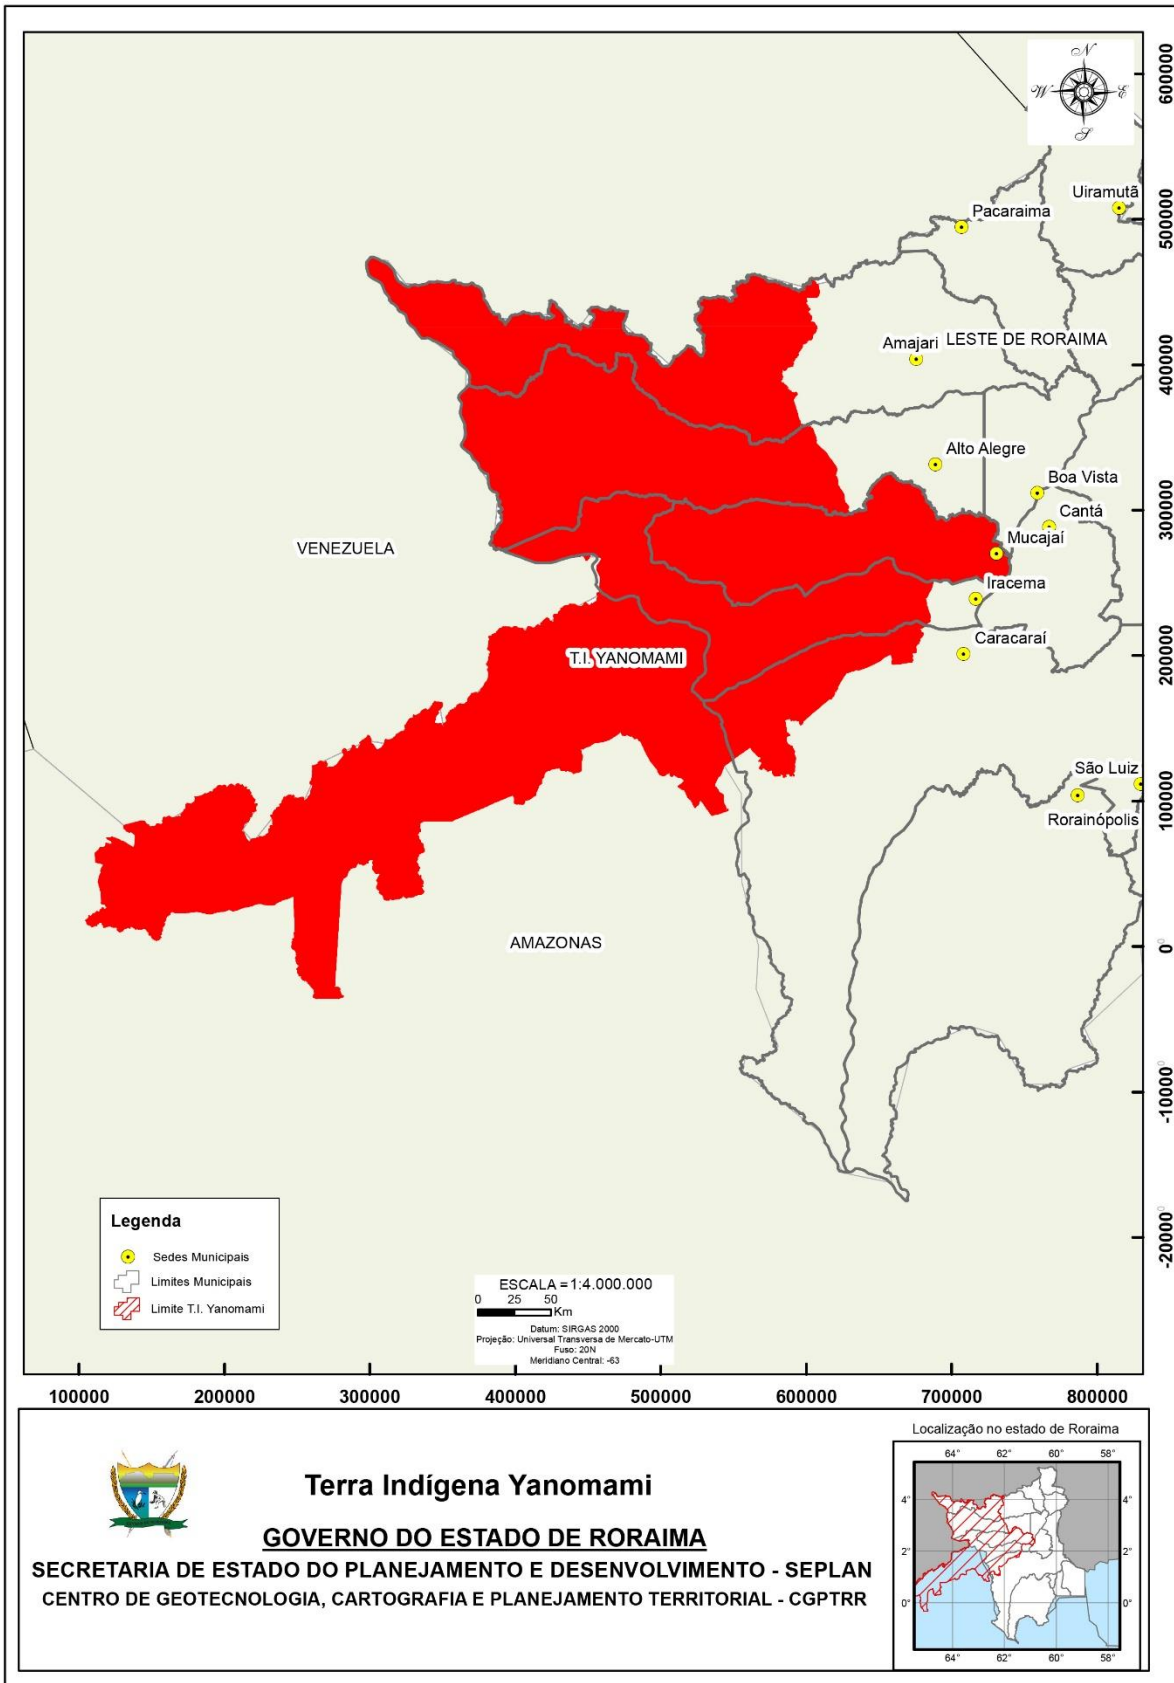 N
W
E
S
600000
500000
400000
300000
200000
100000
0
-100000
-200000
Uiramutã
Pacaraima
Amajari
LESTE DE RORAIMA
Alto Alegre
Boa Vista
Cantá
Mucajaí
VENEZUELA
Iracema
Caracaraí
T.I. YANOMAMI
São Luiz
Rorainópolis
AMAZONAS
Legenda
Sedes Municipais
Limites Municipais
Limite T.I. Yanomami
ESCALA =1:4.000.000
0 25 50
Km
Datum: SIRGAS 2000
Projeção: Universal Transversa de Mercato-UTM
Fuso: 20N
Meridiano Central: -63
100000 200000 300000 400000 500000 600000 700000 800000
Terra Indígena Yanomami
GOVERNO DO ESTADO DE RORAIMA
SECRETARIA DE ESTADO DO PLANEJAMENTO E DESENVOLVIMENTO - SEPLAN
CENTRO DE GEOTECNOLOGIA, CARTOGRAFIA E PLANEJAMENTO TERRITORIAL - CGPTRR
Localização no estado de Roraima
64° 62° 60° 58°
4° 4°
2° 2°
0° 0°
64° 62° 60° 58°